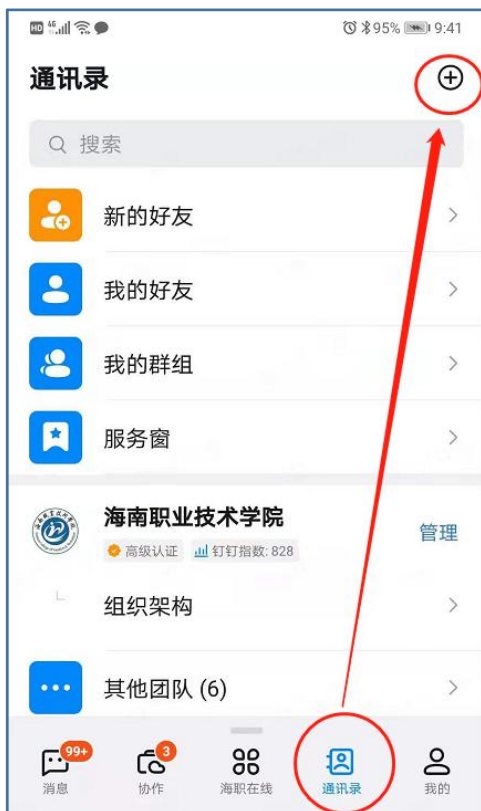 HD 4G 95% 9:41
通讯录
搜索
新的好友
我的好友
我的群组
服务窗
海南职业技术学院
管理
高级认证 钉钉指数: 828
组织架构
其他团队 (6)
99+ 3
消息 协作 海职在线 通讯录 我的